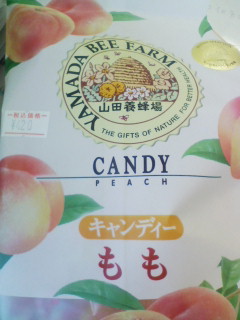 YAMADA BEE FARM
山田養蜂場
THE GIFTS OF NATURE FOR BETTER HEALTH
CANDY
PEACH
キャンディー
もも